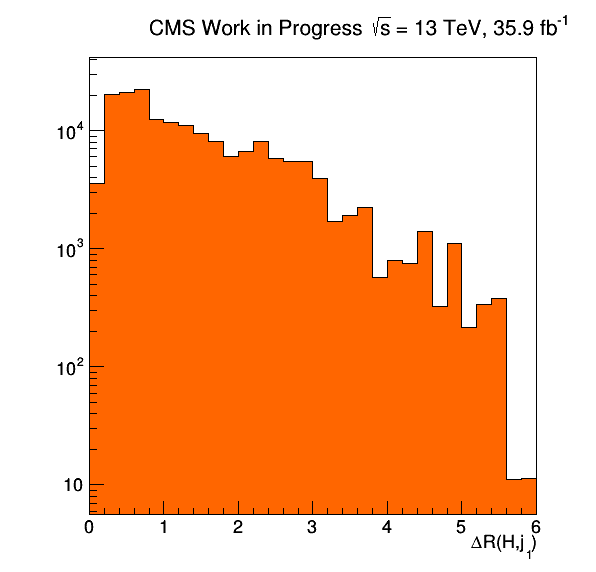 CMS Work in Progress √s = 13 TeV, 35.9 fb⁻¹
10⁴
10³
10²
10
0 1 2 3 4 5 6
ΔR(H,j₁)